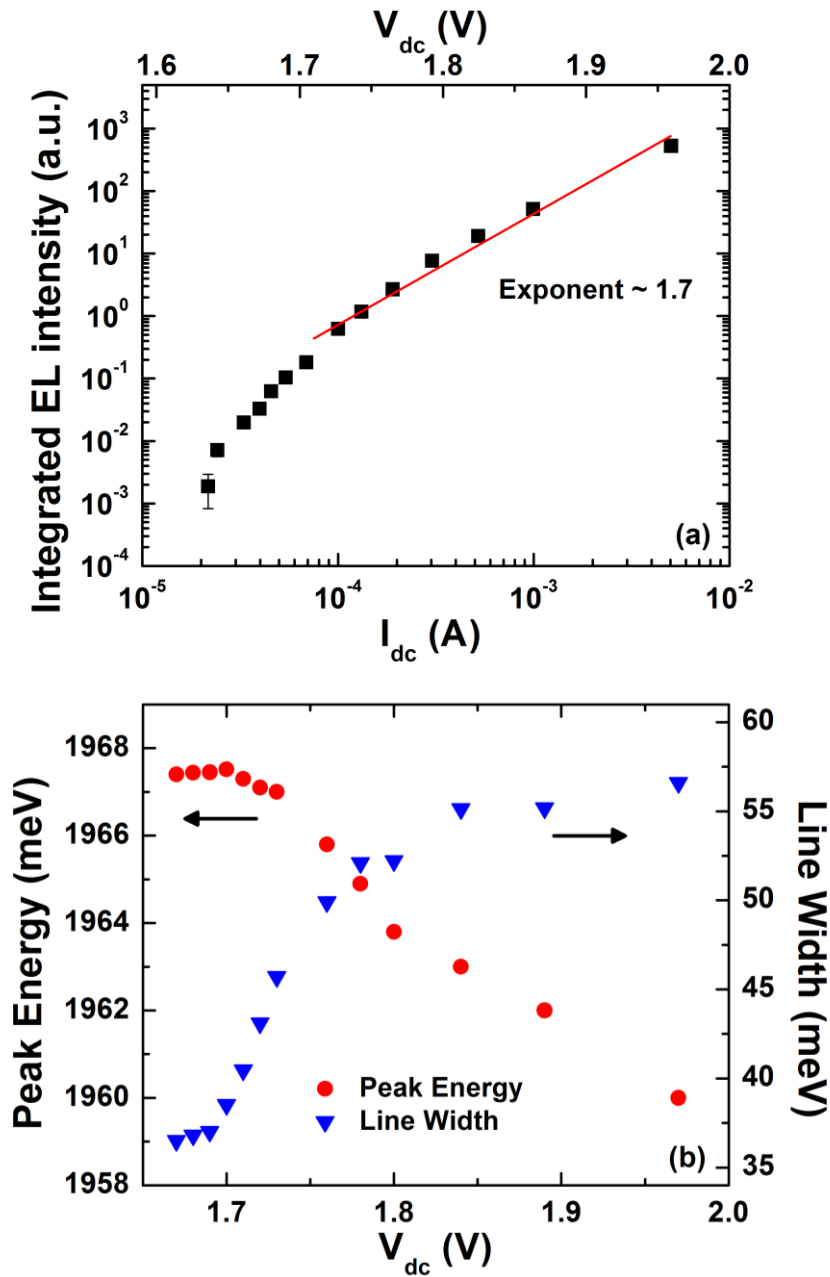 V_dc (V)
1.6 1.7 1.8 1.9 2.0
Integrated EL intensity (a.u.)
10^3
10^2
10^1
10^0
10^-1
10^-2
10^-3
10^-4
Exponent ~ 1.7
(a)
10^-5 10^-4 10^-3 10^-2
I_dc (A)
Peak Energy (meV)
1968
1966
1964
1962
1960
1958
60
55
50
45
40
35
Line Width (meV)
Peak Energy
Line Width
(b)
1.7 1.8 1.9 2.0
V_dc (V)